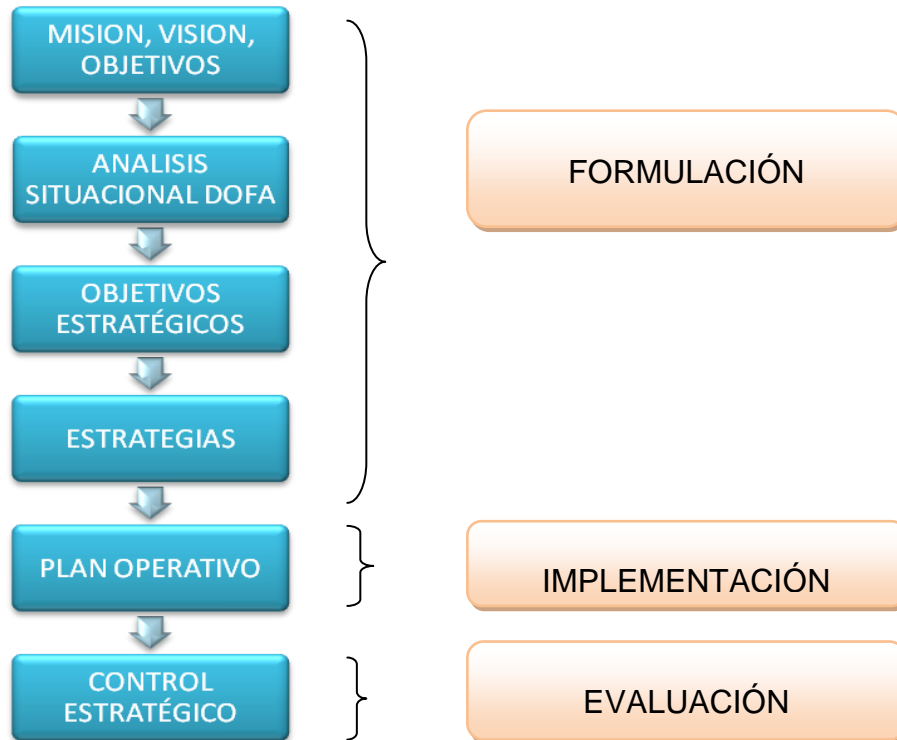 MISION, VISION,
OBJETIVOS
ANALISIS
SITUACIONAL DOFA
OBJETIVOS
ESTRATÉGICOS
ESTRATEGIAS
PLAN OPERATIVO
CONTROL
ESTRATÉGICO
FORMULACIÓN
IMPLEMENTACIÓN
EVALUACIÓN